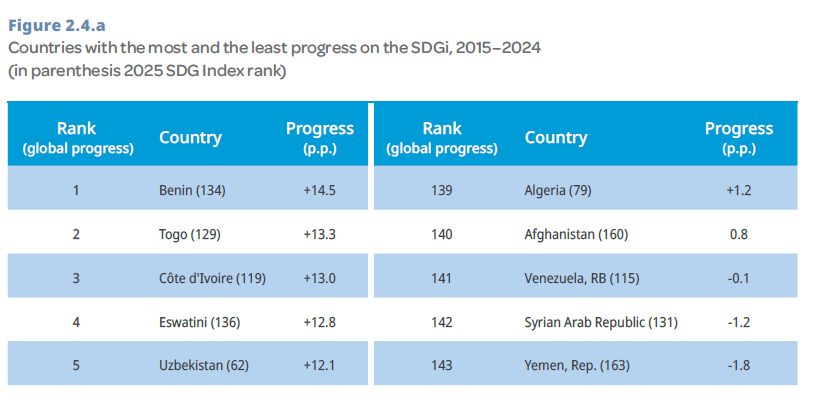 Figure 2.4.a
Countries with the most and the least progress on the SDGi, 2015–2024
(in parenthesis 2025 SDG Index rank)
Rank (global progress) Country Progress (p.p.) Rank (global progress) Country Progress (p.p.)
1 Benin (134) +14.5 139 Algeria (79) +1.2
2 Togo (129) +13.3 140 Afghanistan (160) 0.8
3 Côte d'Ivoire (119) +13.0 141 Venezuela, RB (115) -0.1
4 Eswatini (136) +12.8 142 Syrian Arab Republic (131) -1.2
5 Uzbekistan (62) +12.1 143 Yemen, Rep. (163) -1.8